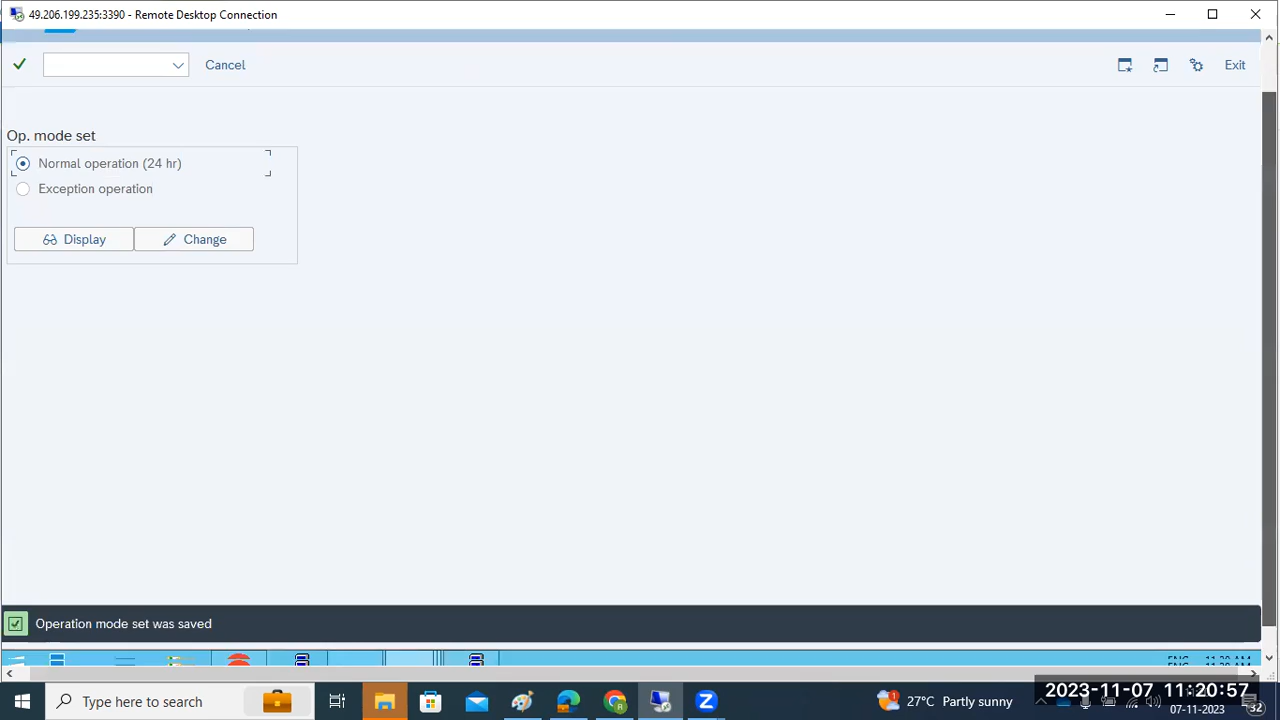 49.206.199.235:3390 - Remote Desktop Connection
Cancel
Exit
Op. mode set
Normal operation (24 hr)
Exception operation
Display
Change
Operation mode set was saved
Type here to search
1
27°C Partly sunny
2023-11-07 11:20:57
07-11-2023
32